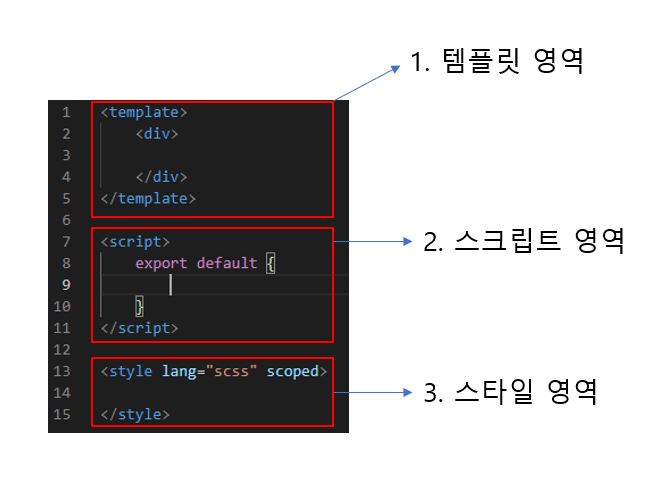 1. 템플릿 영역
1 <template>
2     <div>
3
4     </div>
5 </template>
6
7 <script>
8     export default {
9
10     }
11 </script>
12
13 <style lang="scss" scoped>
14
15 </style>
2. 스크립트 영역
3. 스타일 영역